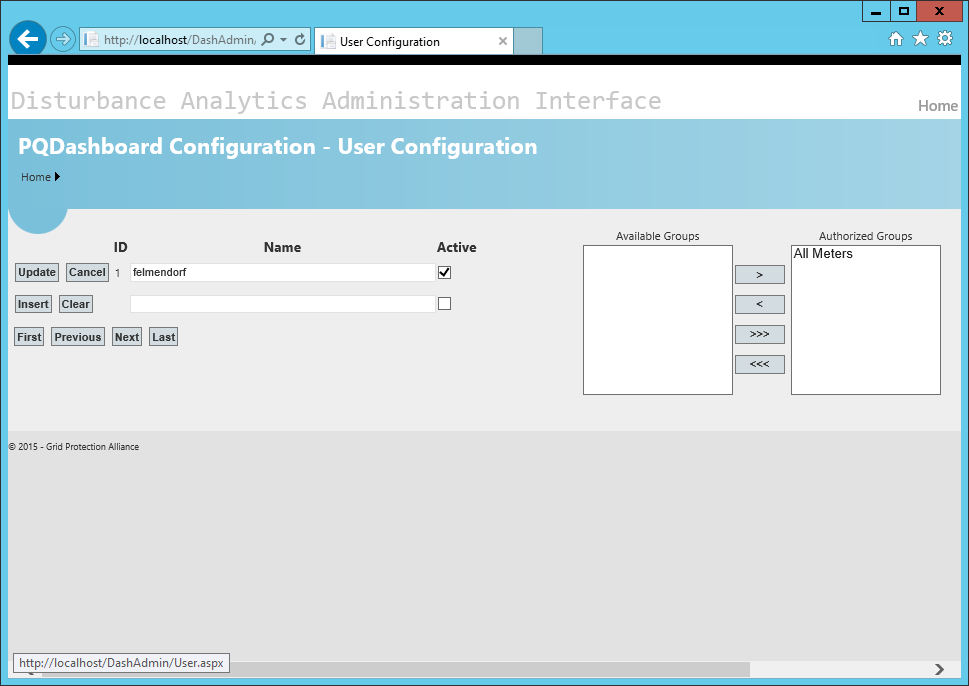 http://localhost/DashAdmin/
User Configuration
Disturbance Analytics Administration Interface
Home
PQDashboard Configuration - User Configuration
Home
ID Name Active
Update Cancel 1 felmendorf
Insert Clear
First Previous Next Last
Available Groups
Authorized Groups
All Meters
>
<
>>>
<<<
© 2015 - Grid Protection Alliance
http://localhost/DashAdmin/User.aspx